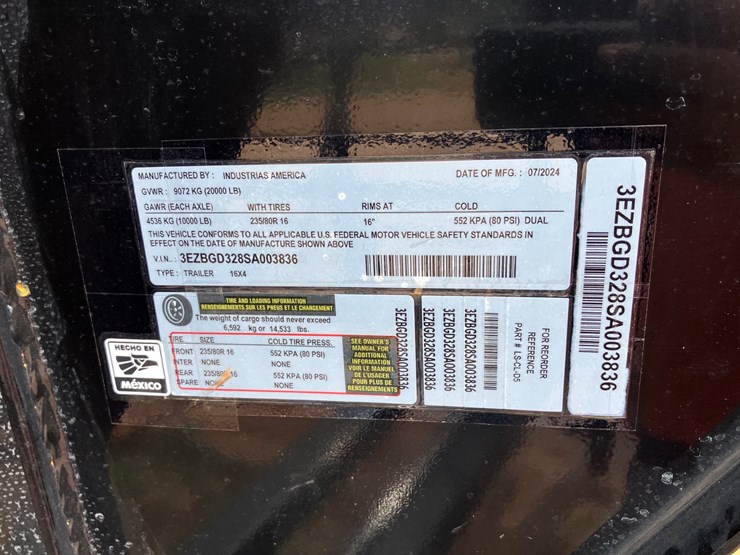 MANUFACTURED BY : INDUSTRIAS AMERICA DATE OF MFG. : 07/2024
GVWR : 9072 KG (20000 LB)
GAWR (EACH AXLE) WITH TIRES RIMS AT COLD
4536 KG (10000 LB) 235/80R 16 16" 552 KPA (80 PSI) DUAL
THIS VEHICLE CONFORMS TO ALL APPLICABLE U.S. FEDERAL MOTOR VEHICLE SAFETY STANDARDS IN
EFFECT ON THE DATE OF MANUFACTURE SHOWN ABOVE
V.I.N.. : 3EZBGD328SA003836
TYPE : TRAILER 16X4
3EZBGD328SA003836
TIRE AND LOADING INFORMATION
RENSEIGNEMENTS SUR LES PNEUS ET LE CHARGEMENT
The weight of cargo should never exceed
6,592 kg or 14,533 lbs.
TIRE SIZE COLD TIRE PRESS.
FRONT 235/80R 16 552 KPA (80 PSI)
INTER NONE NONE
REAR 235/80R 16 552 KPA (80 PSI)
SPARE NONE NONE
SEE OWNER'S
MANUAL FOR
ADDITIONAL
INFORMATION
VOIR LE MANUEL
DE L'USAGER
POUR PLUS DE
RENSEIGNEMENTS
3EZBGD328SA003836
3EZBGD328SA003836
3EZBGD328SA003836
3EZBGD328SA003836
FOR REORDER
REFERENCE
PART # LS-CL-D5
HECHO EN
MÉXICO